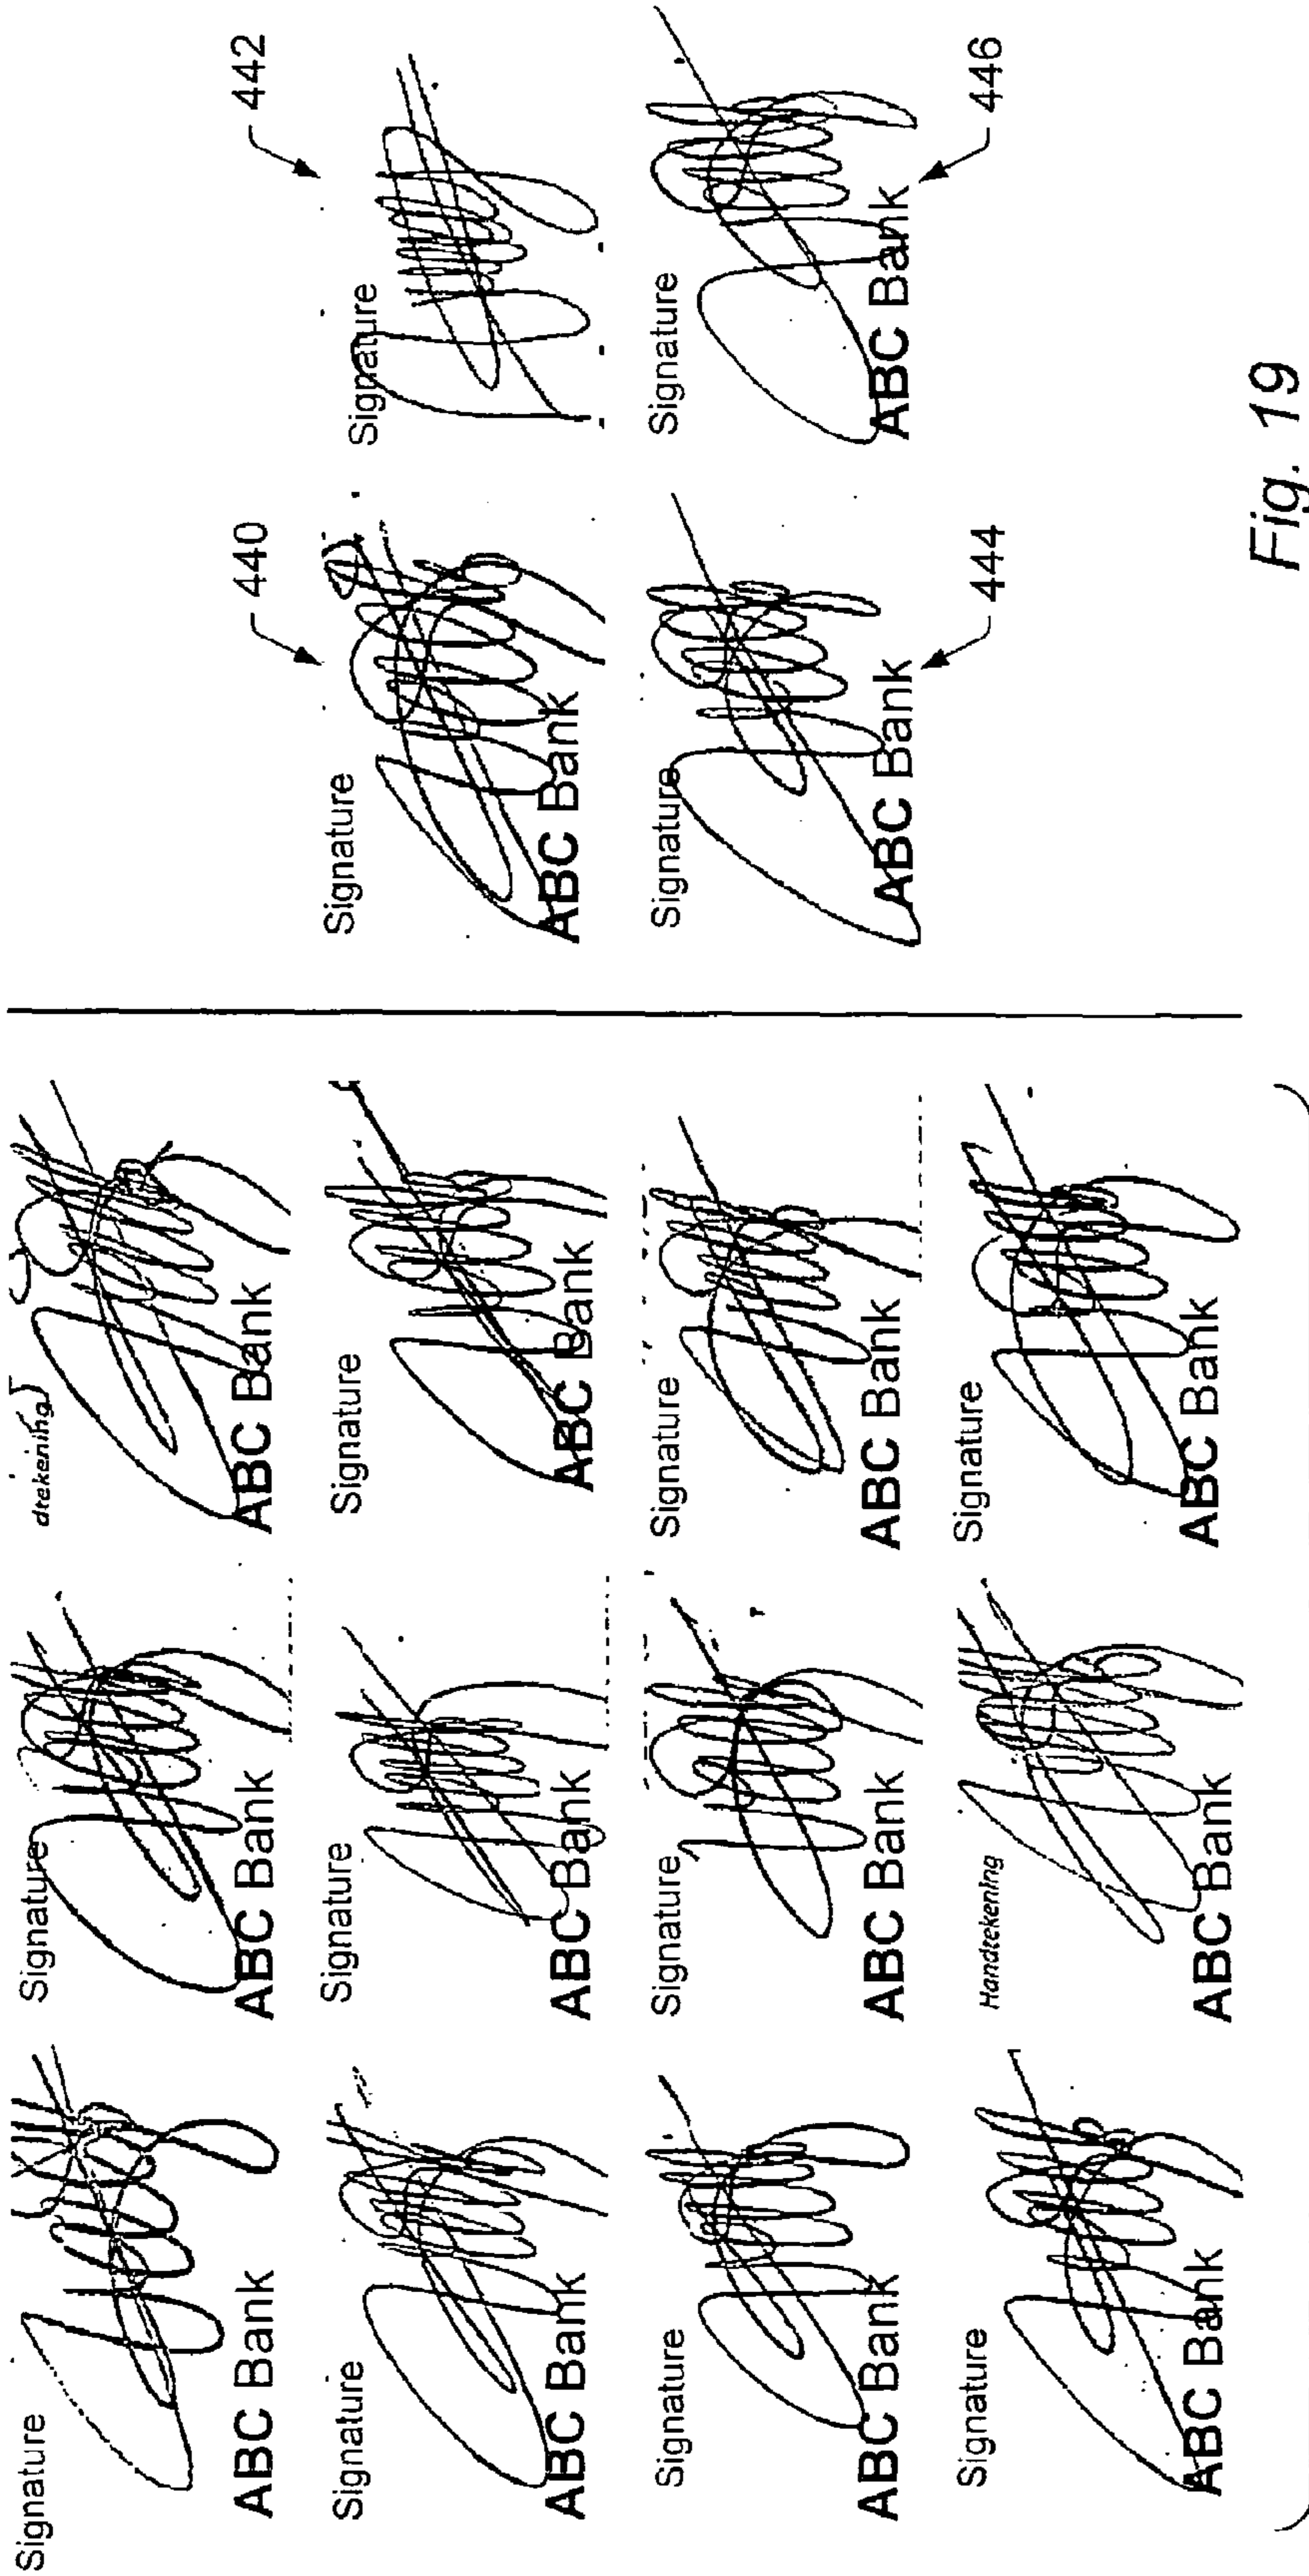 Signature Signature dtekening
ABC Bank ABC Bank ABC Bank
Signature Signature Signature
ABC Bank ABC Bank ABC Bank
Signature Signature Signature
ABC Bank ABC Bank ABC Bank
Signature Handtekening Signature
ABC Bank ABC Bank ABC Bank
440 442
Signature Signature
ABC Bank
Signature Signature
ABC Bank ABC Bank
444 446
Fig. 19